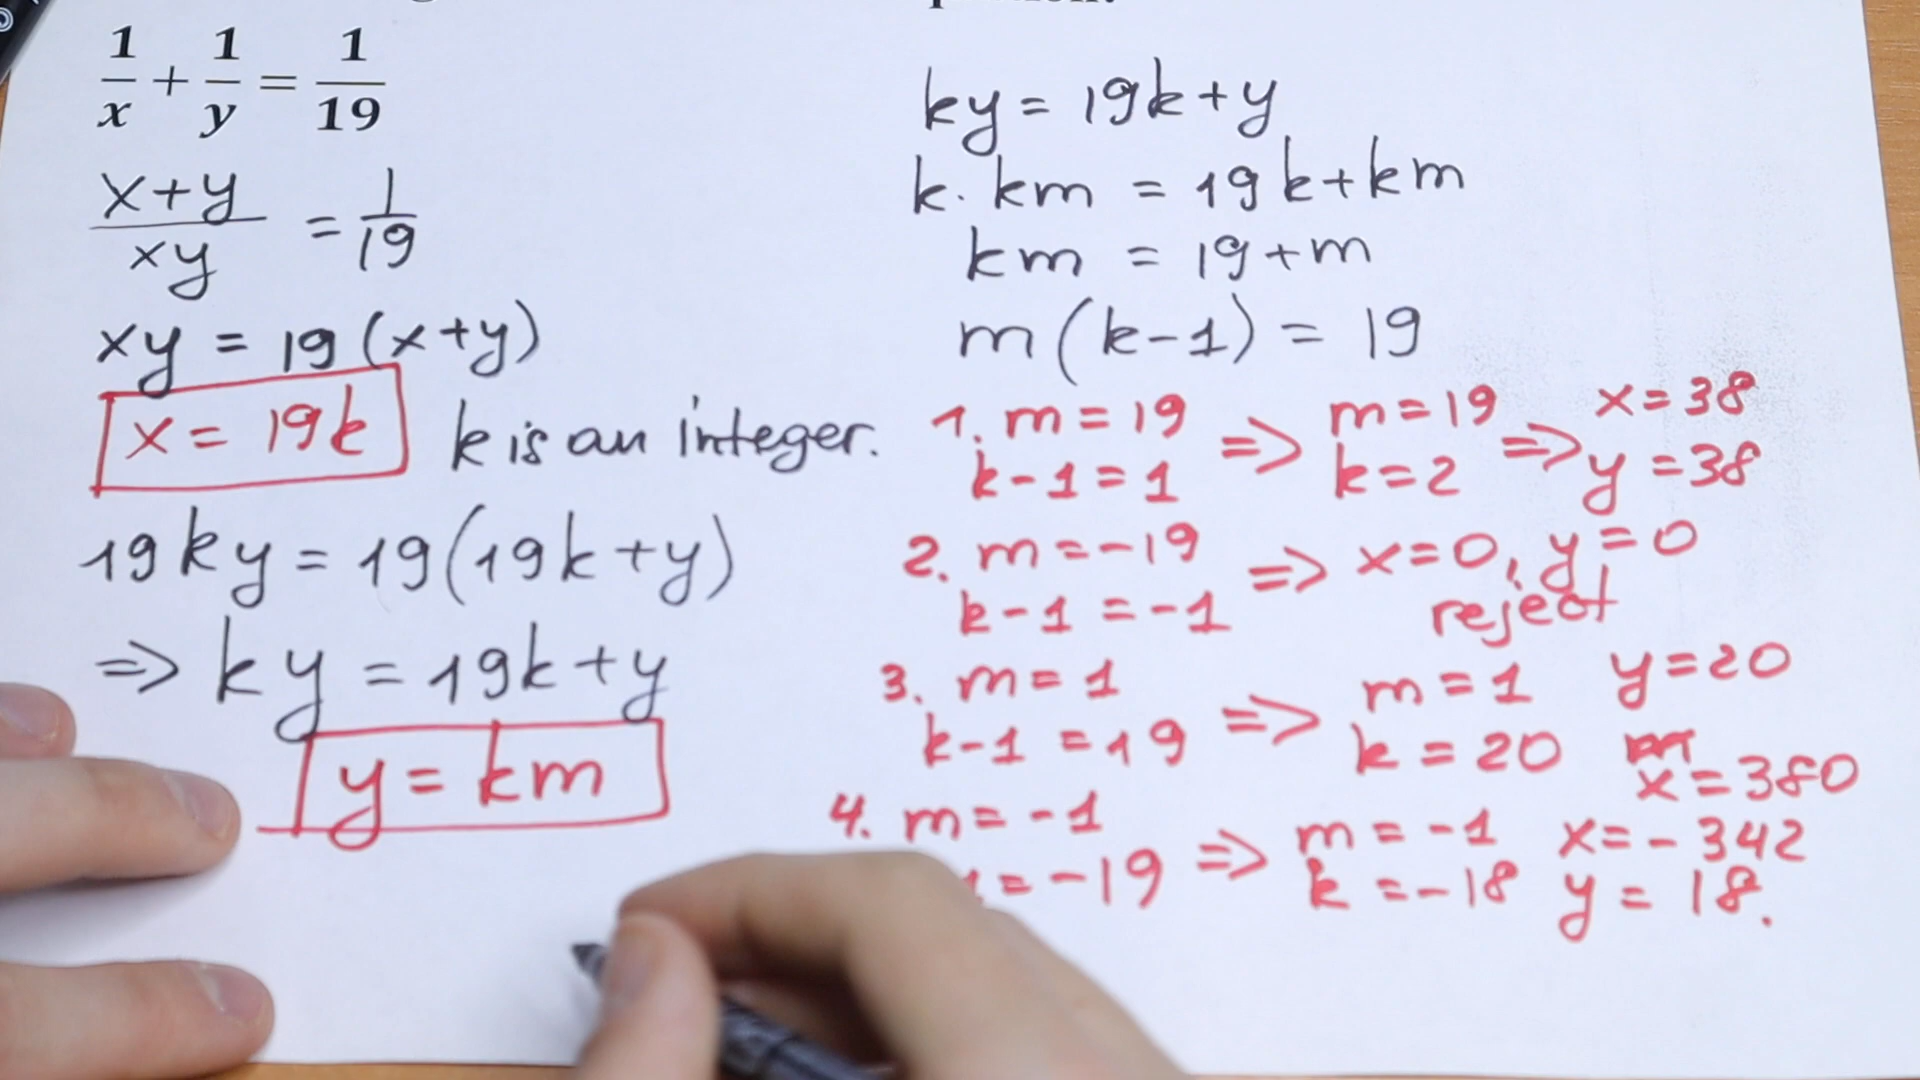 1/x + 1/y = 1/19
x+y/xy = 1/19
xy = 19(x+y)
x = 19k k is an integer.
19ky = 19(19k+y)
=> ky = 19k+y
y = km
ky = 19k+y
k. km = 19k+km
km = 19+m
m(k-1) = 19
1. m = 19 => m = 19 => x = 38
k-1 = 1 k = 2 y = 38
2. m = -19 => x = 0, y = 0
k-1 = -1 reject
3. m = 1 => m = 1 y = 20
k-1 = 19 k = 20 x = 380
4. m = -1 => m = -1 x = -342
= -19 k = -18 y = 18.